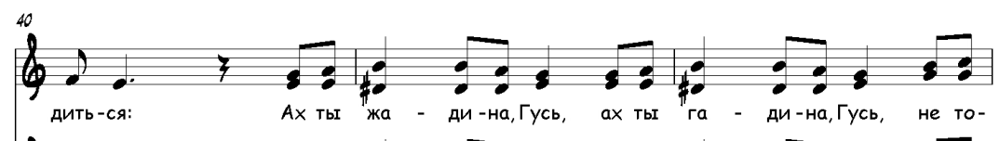 40
дить-ся: Ах ты жа - ди-на, Гусь, ах ты га - ди-на, Гусь, не то-